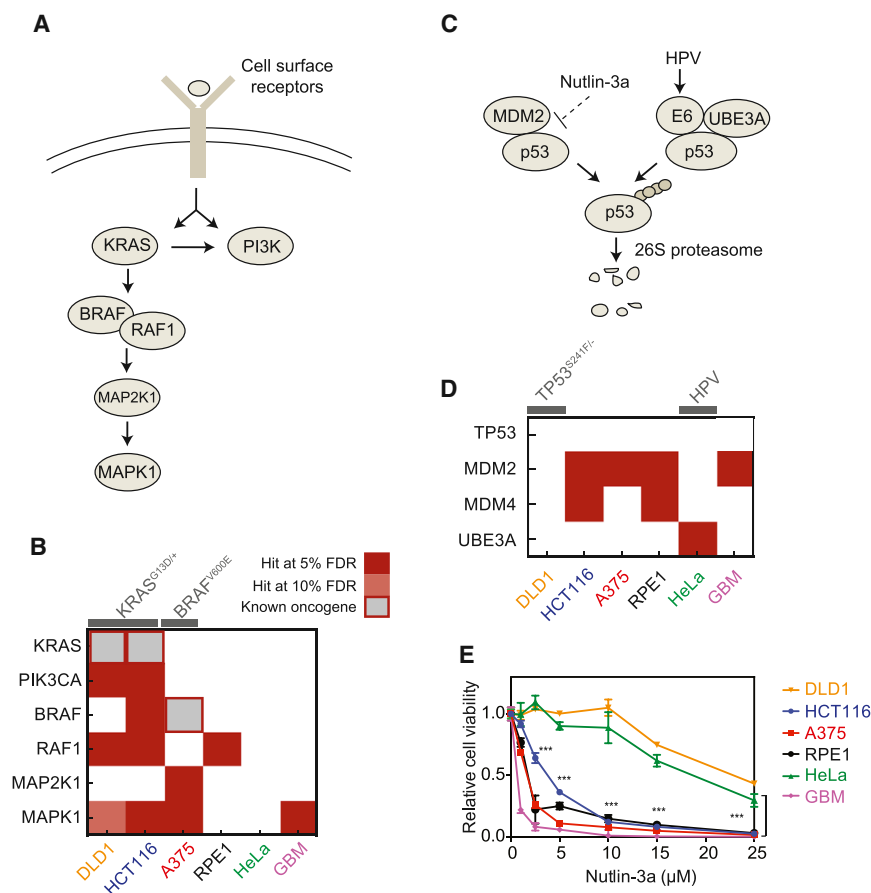 A
Cell surface
receptors
KRAS
PI3K
BRAF
RAF1
MAP2K1
MAPK1
B
KRAS^G13D/+
BRAF^V600E
Hit at 5% FDR
Hit at 10% FDR
Known oncogene
KRAS
PIK3CA
BRAF
RAF1
MAP2K1
MAPK1
DLD1
HCT116
A375
RPE1
HeLa
GBM
C
HPV
Nutlin-3a
MDM2
p53
E6
UBE3A
p53
p53
26S proteasome
D
TP53^S241F/-
HPV
TP53
MDM2
MDM4
UBE3A
DLD1
HCT116
A375
RPE1
HeLa
GBM
E
Relative cell viability
1.0
0.5
0.0
***
***
***
***
***
0
5
10
15
20
25
Nutlin-3a (µM)
DLD1
HCT116
A375
RPE1
HeLa
GBM